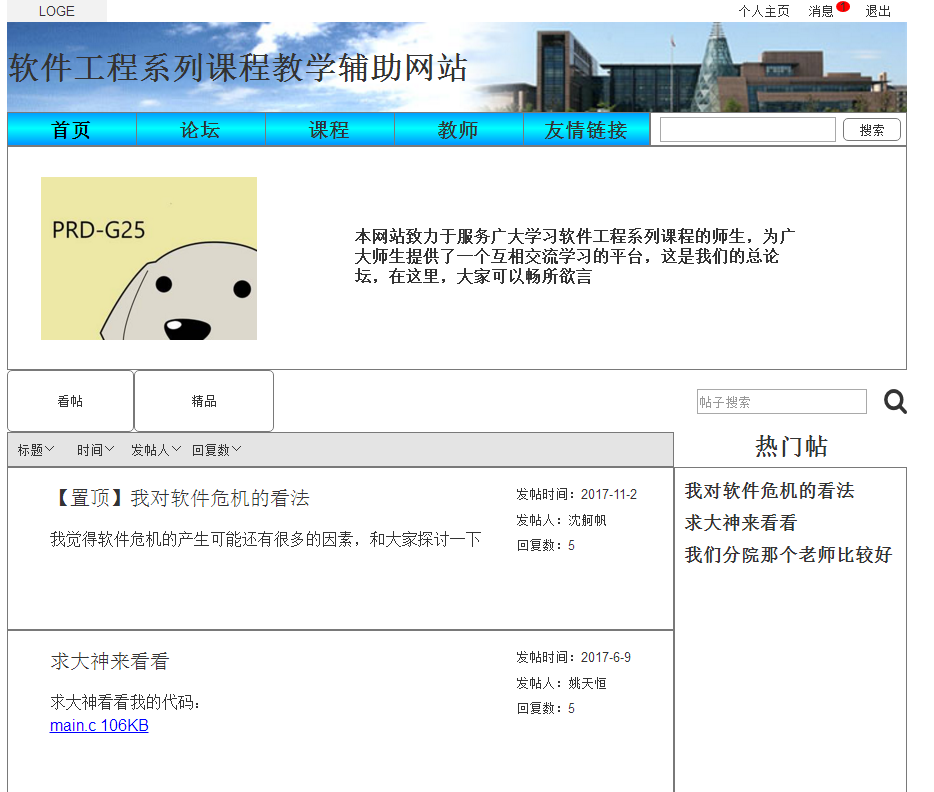 LOGE
个人主页 消息 退出
软件工程系列课程教学辅助网站
首页 论坛 课程 教师 友情链接 搜索
PRD-G25
本网站致力于服务广大学习软件工程系列课程的师生，为广
大师生提供了一个互相交流学习的平台，这是我们的总论
坛，在这里，大家可以畅所欲言
看帖 精品 帖子搜索
标题 时间 发帖人 回复数
热门帖
【置顶】我对软件危机的看法
我觉得软件危机的产生可能还有很多的因素，和大家探讨一下
发帖时间：2017-11-2
发帖人：沈舸帆
回复数：5
我对软件危机的看法
求大神来看看
我们分院那个老师比较好
求大神来看看
求大神看看我的代码：
main.c 106KB
发帖时间：2017-6-9
发帖人：姚天恒
回复数：5